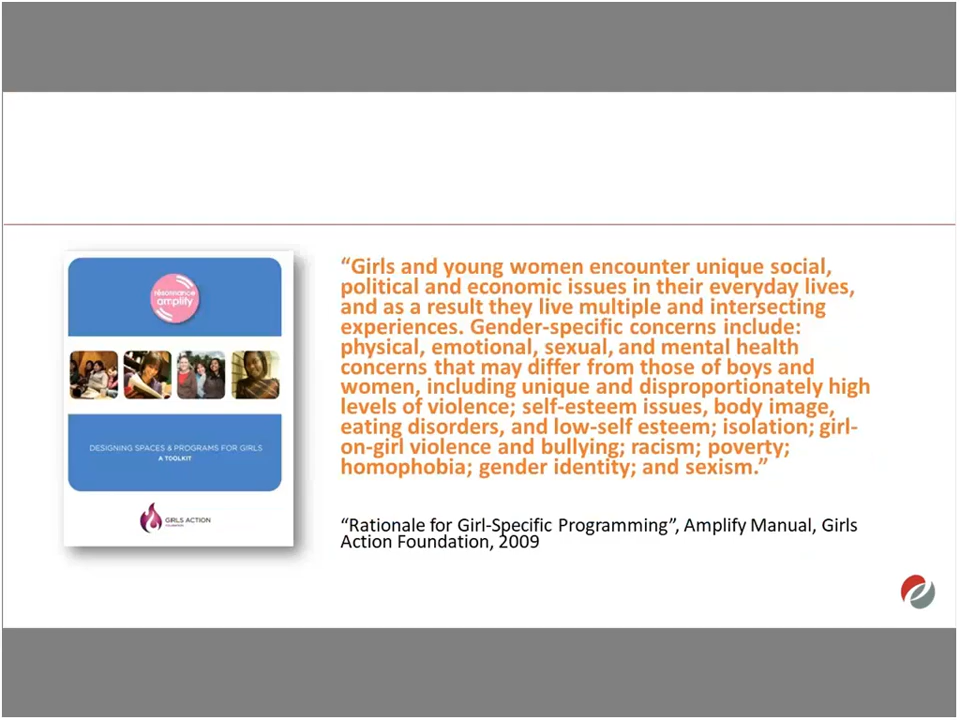 résonnance
amplify
DESIGNING SPACES & PROGRAMS FOR GIRLS
A TOOLKIT
GIRLS ACTION
“Girls and young women encounter unique social,
political and economic issues in their everyday lives,
and as a result they live multiple and intersecting
experiences. Gender-specific concerns include:
physical, emotional, sexual, and mental health
concerns that may differ from those of boys and
women, including unique and disproportionately high
levels of violence; self-esteem issues, body image,
eating disorders, and low-self esteem; isolation; girl-
on-girl violence and bullying; racism; poverty;
homophobia; gender identity; and sexism.”
“Rationale for Girl-Specific Programming”, Amplify Manual, Girls
Action Foundation, 2009